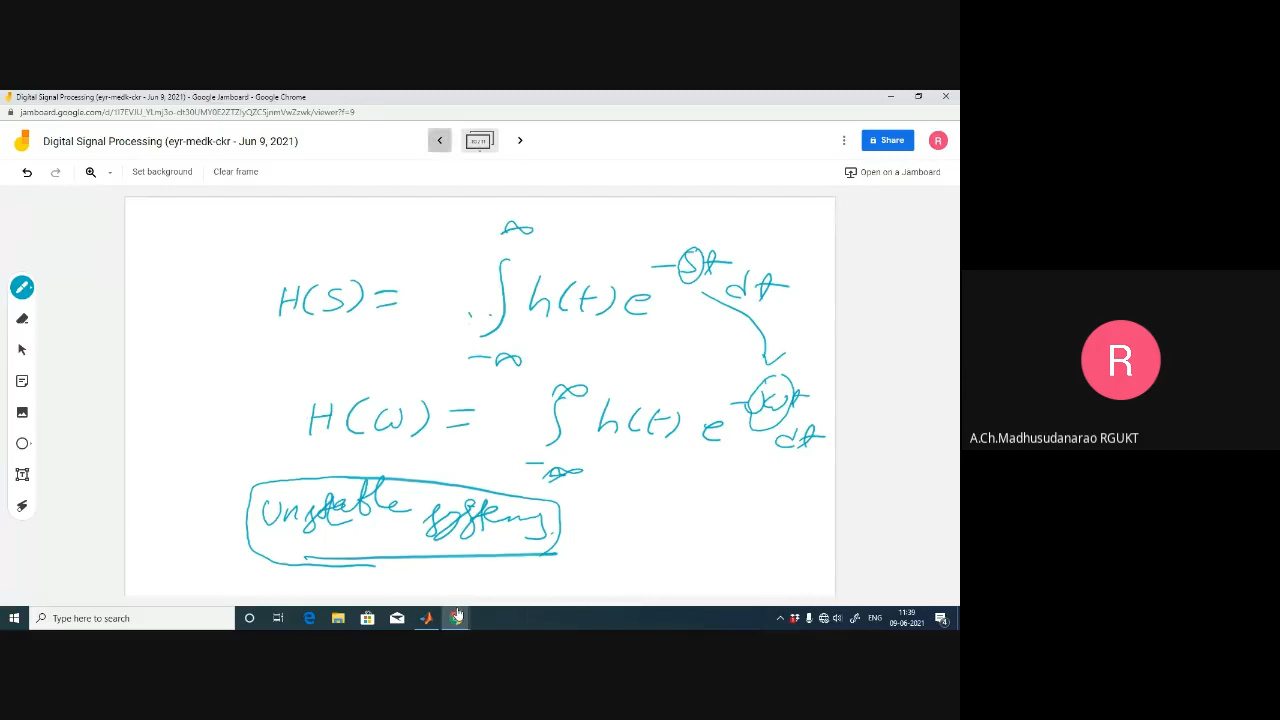 Digital Signal Processing (eyr-medk-ckr - Jun 9, 2021) - Google Jamboard - Google Chrome
Digital Signal Processing (eyr-medk-ckr - Jun 9, 2021)
Share
R
Set background
Clear frame
Open on a Jamboard
H(S) = ∫_{-∞}^{∞} h(t) e^{-St} dt
H(ω) = ∫_{-∞}^{∞} h(t) e^{-jωt} dt
Unstable systems.
R
A.Ch.Madhusudanarao RGUKT
Type here to search
ENG
11:39
09-06-2021